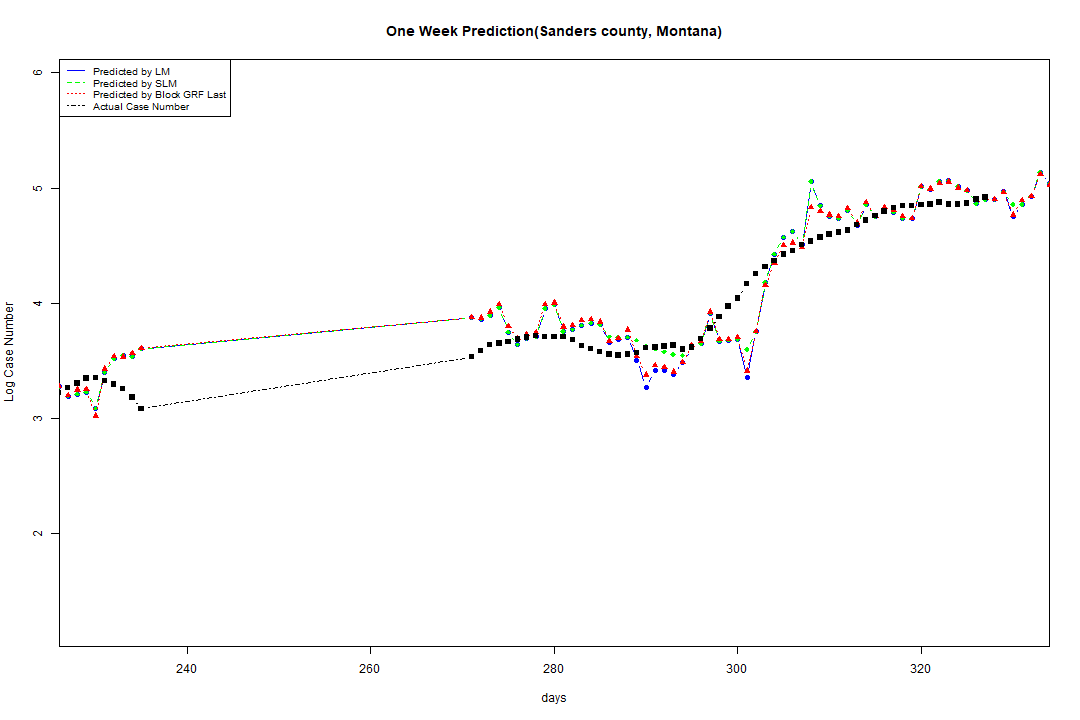 One Week Prediction(Sanders county, Montana)
Predicted by LM
Predicted by SLM
Predicted by Block GRF Last
Actual Case Number
6
5
4
3
2
Log Case Number
240
260
280
300
320
days